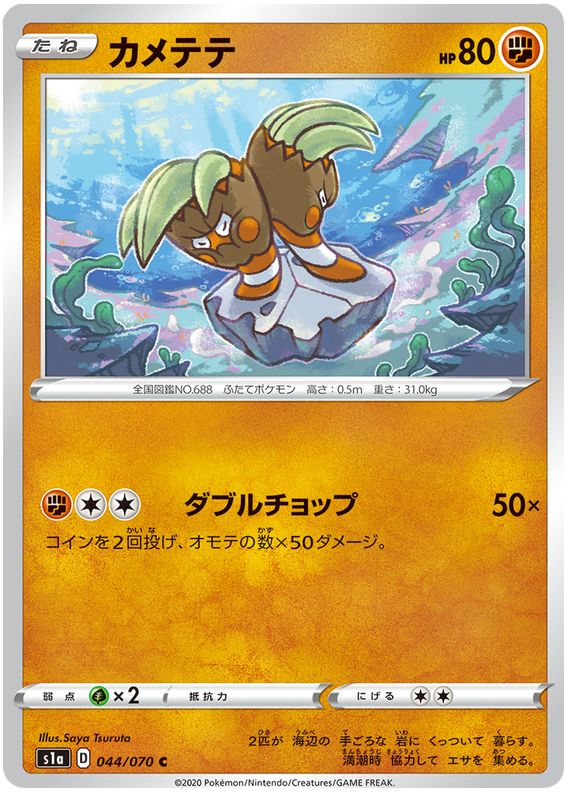 たね カメテテ HP80
全国図鑑NO.688 ふたてポケモン 高さ:0.5m 重さ:31.0kg
ダブルチョップ 50×
コインを2回投げ、オモテの数×50ダメージ。
弱点 ×2 抵抗力 にげる
Illus.Saya Tsuruta
s1a D 044/070 C
2匹が 海辺の 手ごろな 岩に くっついて 暮らす。
満潮時 協力して エサを 集める。
©2020 Pokémon/Nintendo/Creatures/GAME FREAK.